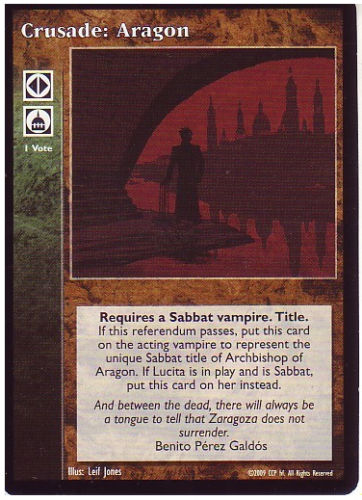 Crusade: Aragon
1 Vote
Requires a Sabbat vampire. Title.
If this referendum passes, put this card
on the acting vampire to represent the
unique Sabbat title of Archbishop of
Aragon. If Lucita is in play and is Sabbat,
put this card on her instead.
And between the dead, there will always be
a tongue to tell that Zaragoza does not
surrender.
Benito Pérez Galdós
Illus: Leif Jones
©2009 CCP hf. All Rights Reserved